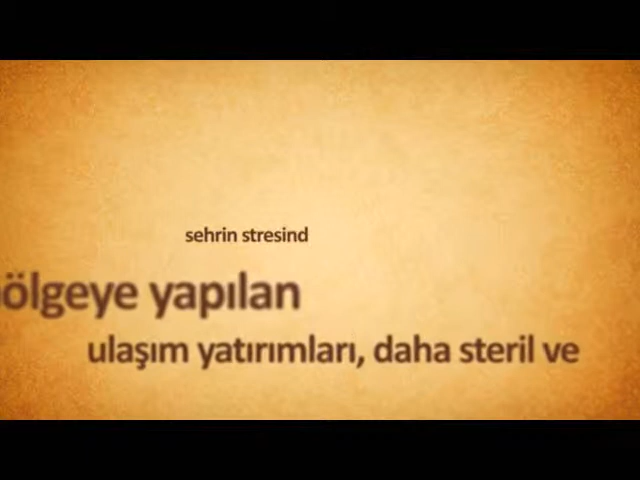 sehrin stresind
ölgeye yapılan
ulaşım yatırımları, daha steril ve